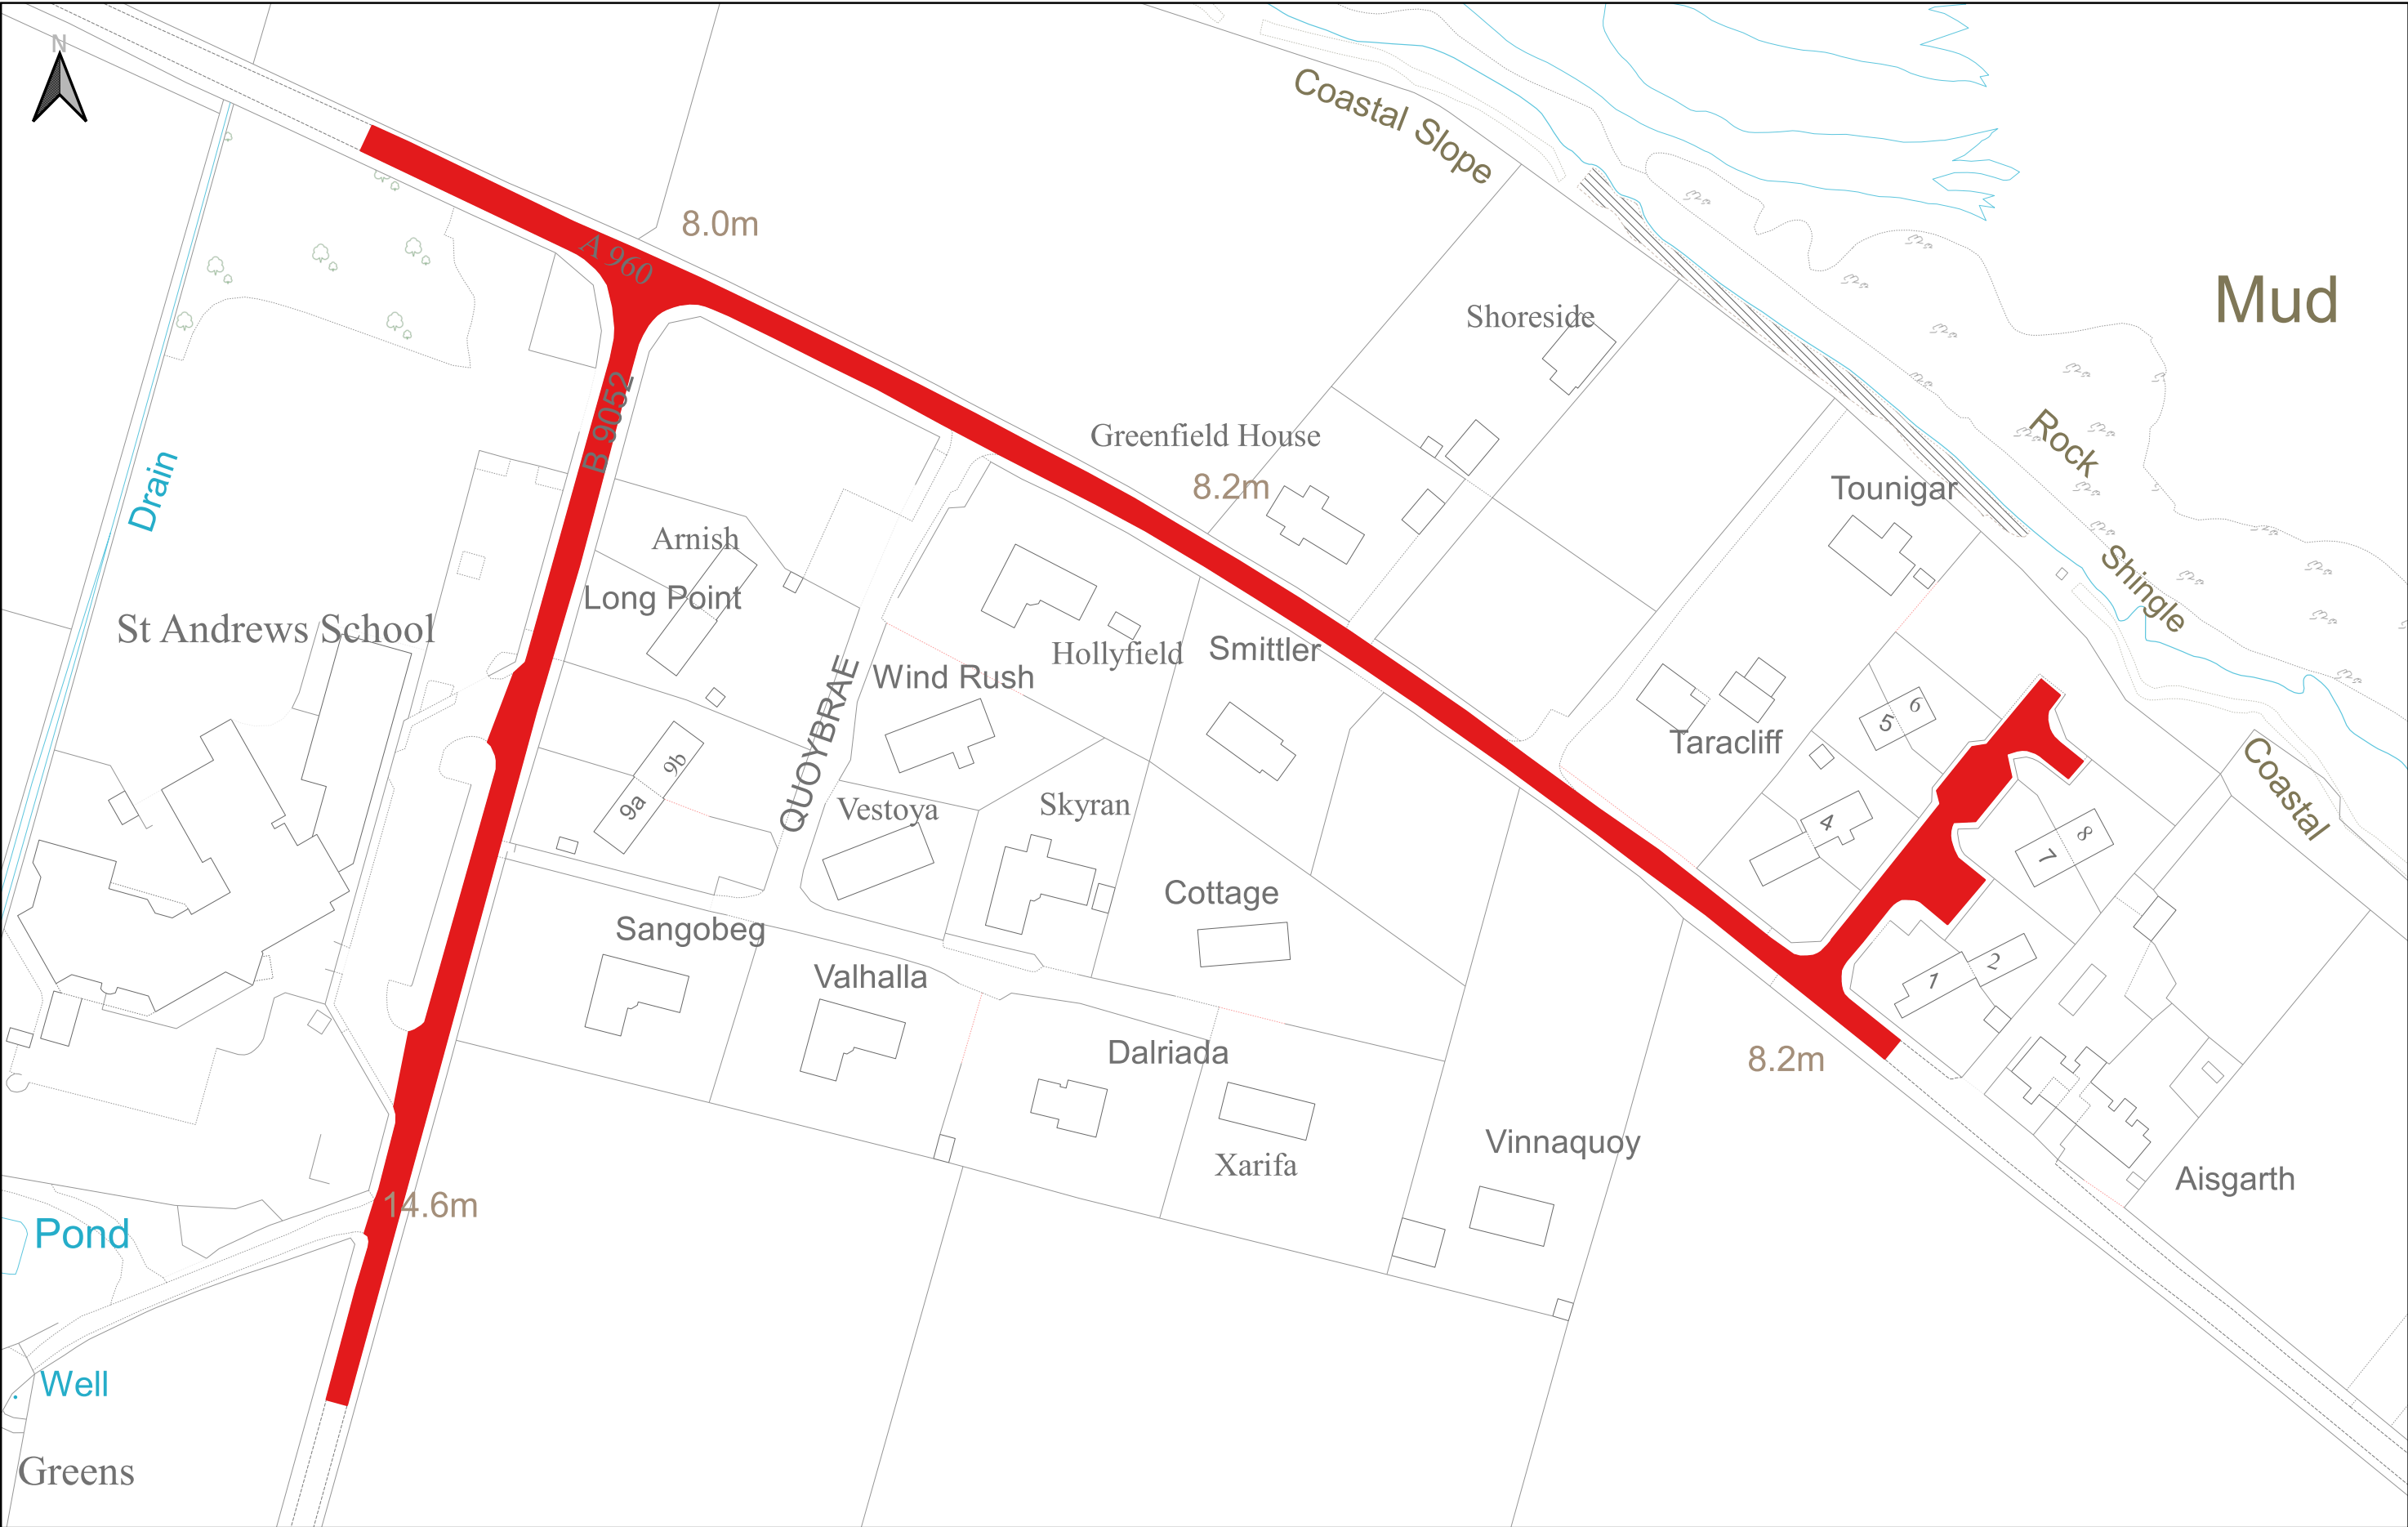 N
Coastal Slope
8.0m
A 960
Mud
Shoreside
B 9052
Greenfield House
8.2m
Rock
Tounigar
Drain
Arnish
Long Point
Shingle
St Andrews School
Hollyfield
Smittler
Wind Rush
QUOYBRAE
6
5
Taracliff
9b
9a
Vestoya
Skyran
Coastal
4
8
7
Cottage
Sangobeg
Valhalla
2
1
Dalriada
8.2m
Vinnaquoy
Xarifa
Aisgarth
14.6m
Pond
Well
Greens